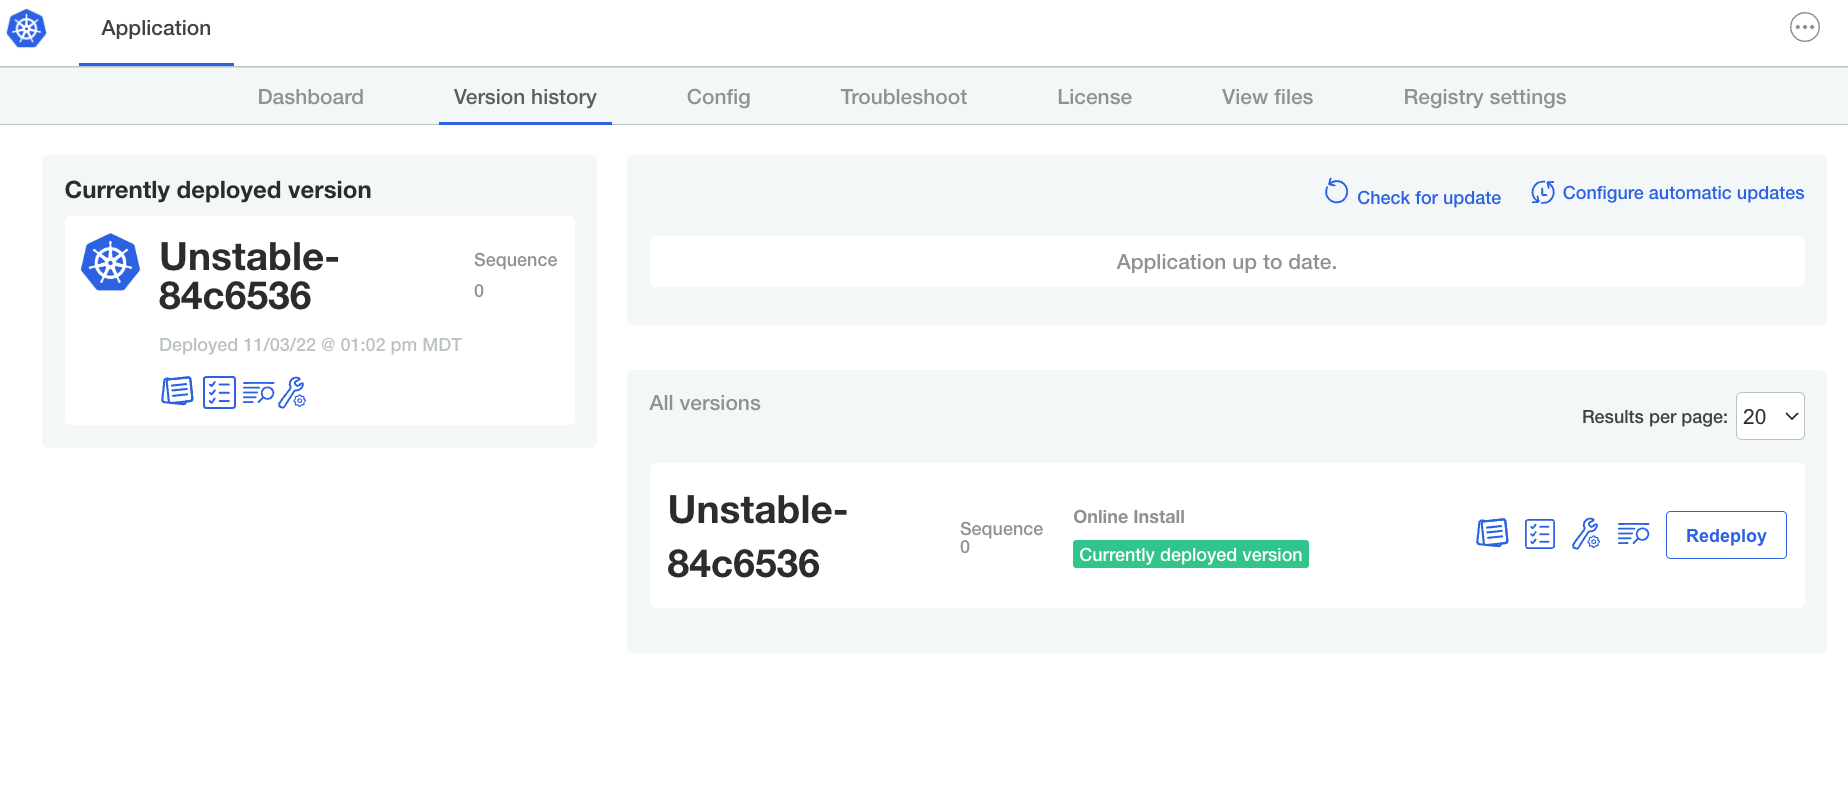 Application
Dashboard
Version history
Config
Troubleshoot
License
View files
Registry settings
Currently deployed version
Unstable-
84c6536
Sequence
0
Deployed 11/03/22 @ 01:02 pm MDT
Check for update
Configure automatic updates
Application up to date.
All versions
Results per page: 20
Unstable-
84c6536
Sequence
0
Online Install
Currently deployed version
Redeploy